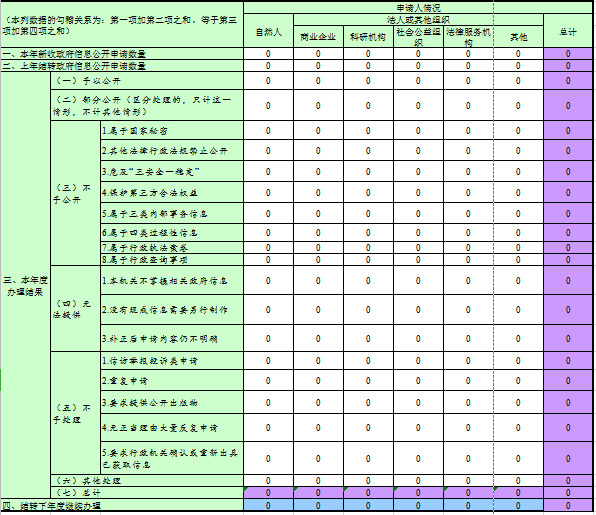 （本列数据的勾稽关系为：第一项加第二项之和，等于第三项加第四项之和）
申请人情况
自然人 法人或其他组织 总计
商业企业 科研机构 社会公益组织 法律服务机构 其他
一、本年新收政府信息公开申请数量 0 0 0 0 0 0 0
二、上年结转政府信息公开申请数量 0 0 0 0 0 0 0
三、本年度办理结果
（一）予以公开 0 0 0 0 0 0 0
（二）部分公开（区分处理的，只计这一情形，不计其他情形） 0 0 0 0 0 0 0
（三）不予公开
1.属于国家秘密 0 0 0 0 0 0 0
2.其他法律行政法规禁止公开 0 0 0 0 0 0 0
3.危及“三安全一稳定” 0 0 0 0 0 0 0
4.保护第三方合法权益 0 0 0 0 0 0 0
5.属于三类内部事务信息 0 0 0 0 0 0 0
6.属于四类过程性信息 0 0 0 0 0 0 0
7.属于行政执法案卷 0 0 0 0 0 0 0
8.属于行政查询事项 0 0 0 0 0 0 0
（四）无法提供
1.本机关不掌握相关政府信息 0 0 0 0 0 0 0
2.没有现成信息需要另行制作 0 0 0 0 0 0 0
3.补正后申请内容仍不明确 0 0 0 0 0 0 0
（五）不予处理
1.信访举报投诉类申请 0 0 0 0 0 0 0
2.重复申请 0 0 0 0 0 0 0
3.要求提供公开出版物 0 0 0 0 0 0 0
4.无正当理由大量反复申请 0 0 0 0 0 0 0
5.要求行政机关确认或重新出具已获取信息 0 0 0 0 0 0 0
（六）其他处理 0 0 0 0 0 0 0
（七）总计 0 0 0 0 0 0 0
四、结转下年度继续办理 0 0 0 0 0 0 0